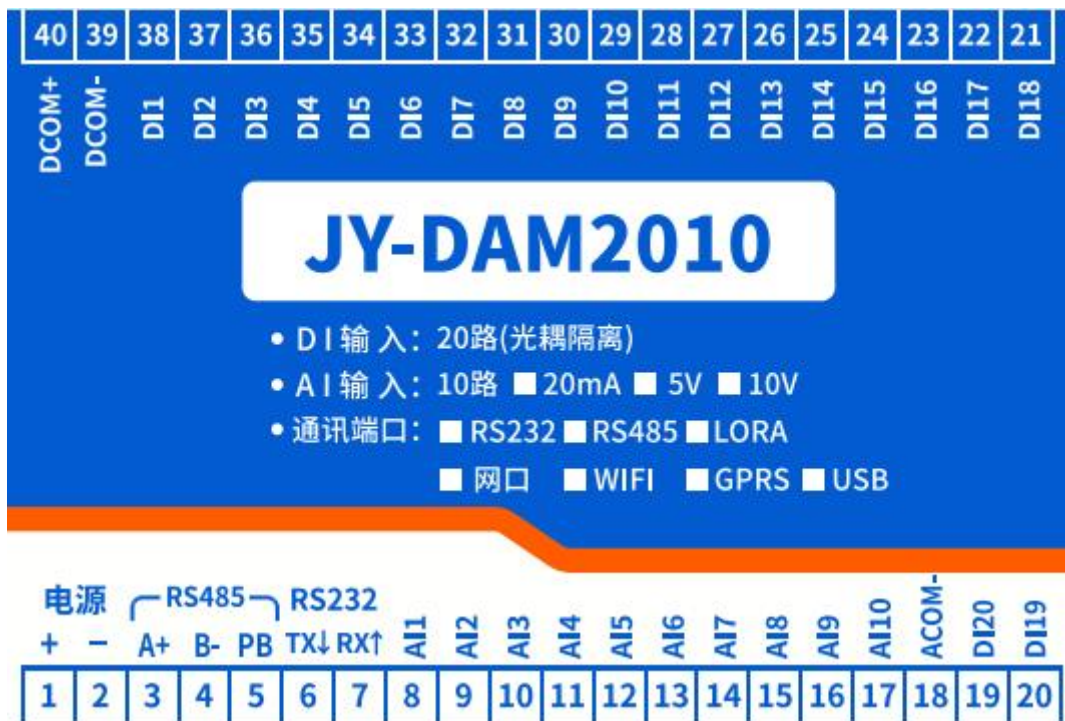 40 39 38 37 36 35 34 33 32 31 30 29 28 27 26 25 24 23 22 21
DCOM+ DCOM- DI1 DI2 DI3 DI4 DI5 DI6 DI7 DI8 DI9 DI10 DI11 DI12 DI13 DI14 DI15 DI16 DI17 DI18
JY-DAM2010
• DI输入：20路(光耦隔离)
• AI输入：10路 ■20mA ■ 5V ■10V
• 通讯端口：■RS232■RS485■LORA
■ 网口 ■WIFI ■GPRS■USB
电源 RS485 RS232
+ − A+ B- PB TX↓ RX↑ AI1 AI2 AI3 AI4 AI5 AI6 AI7 AI8 AI9 AI10 ACOM- DI20 DI19
1 2 3 4 5 6 7 8 9 10 11 12 13 14 15 16 17 18 19 20